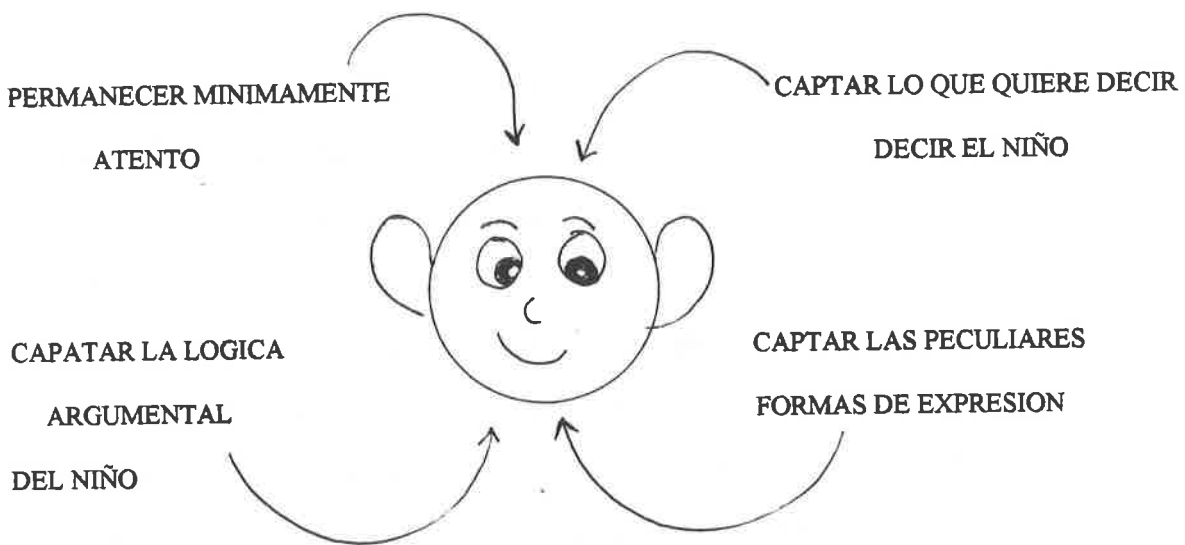 PERMANECER MINIMAMENTE
ATENTO
CAPTAR LO QUE QUIERE DECIR
DECIR EL NIÑO
CAPATAR LA LOGICA
ARGUMENTAL
DEL NIÑO
CAPTAR LAS PECULIARES
FORMAS DE EXPRESION